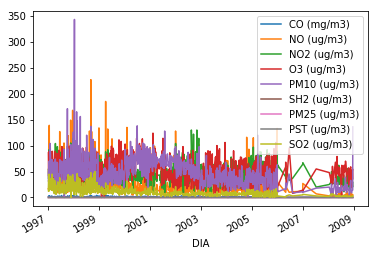 350
300
250
200
150
100
50
0
1997
1999
2001
2003
2005
2007
2009
DIA
CO (mg/m3)
NO (ug/m3)
NO2 (ug/m3)
O3 (ug/m3)
PM10 (ug/m3)
SH2 (ug/m3)
PM25 (ug/m3)
PST (ug/m3)
SO2 (ug/m3)